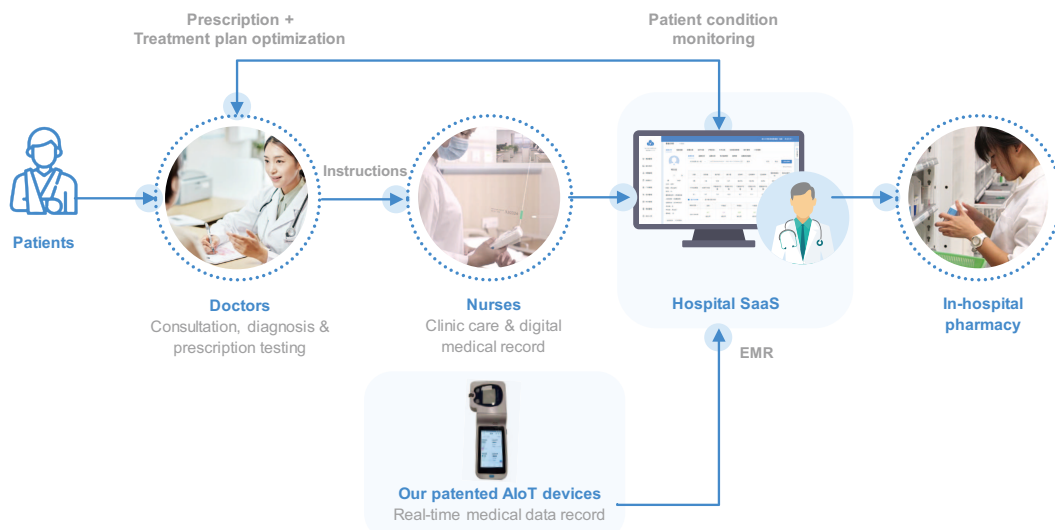 Prescription +
Treatment plan optimization
Patient condition
monitoring
Instructions
Patients
Doctors
Consultation, diagnosis &
prescription testing
Nurses
Clinic care & digital
medical record
Hospital SaaS
In-hospital
pharmacy
EMR
Our patented AIoT devices
Real-time medical data record